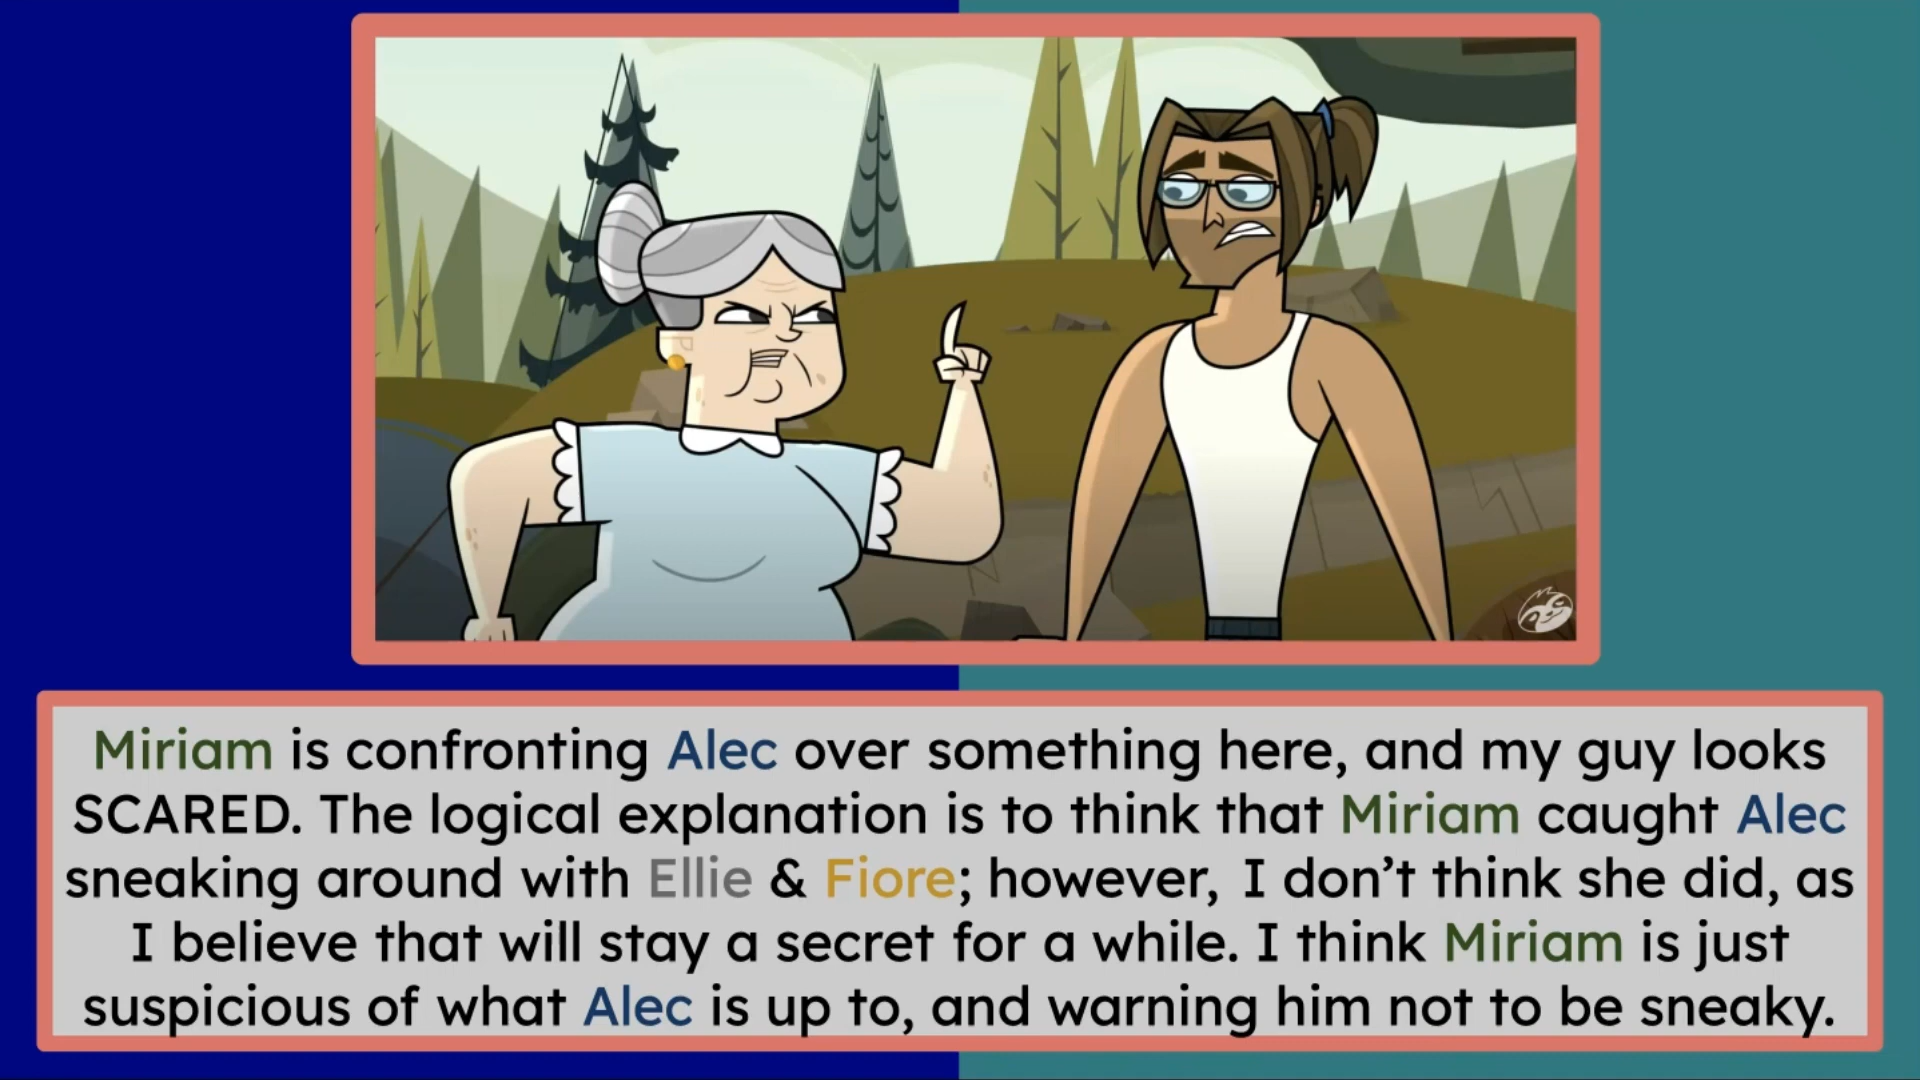 Miriam is confronting Alec over something here, and my guy looks
SCARED. The logical explanation is to think that Miriam caught Alec
sneaking around with Ellie & Fiore; however, I don't think she did, as
I believe that will stay a secret for a while. I think Miriam is just
suspicious of what Alec is up to, and warning him not to be sneaky.